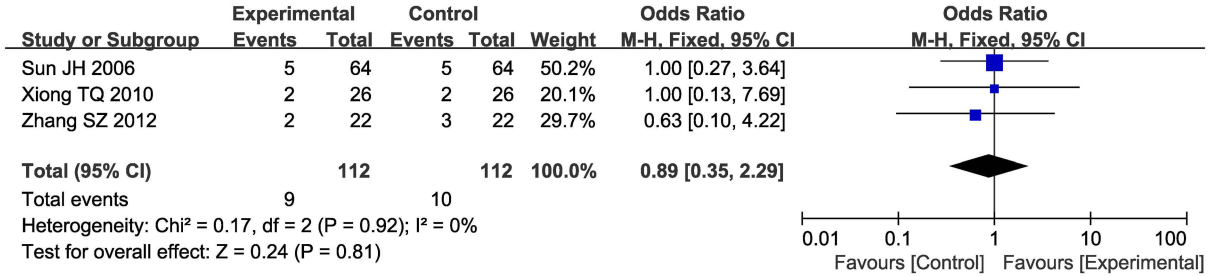 Experimental Control Odds Ratio Odds Ratio
Study or Subgroup Events Total Events Total Weight M-H, Fixed, 95% CI M-H, Fixed, 95% CI
Sun JH 2006 5 64 5 64 50.2% 1.00 [0.27, 3.64]
Xiong TQ 2010 2 26 2 26 20.1% 1.00 [0.13, 7.69]
Zhang SZ 2012 2 22 3 22 29.7% 0.63 [0.10, 4.22]
Total (95% CI) 112 112 100.0% 0.89 [0.35, 2.29]
Total events 9 10
Heterogeneity: Chi² = 0.17, df = 2 (P = 0.92); I² = 0%
Test for overall effect: Z = 0.24 (P = 0.81)
0.01 0.1 1 10 100
Favours [Control] Favours [Experimental]